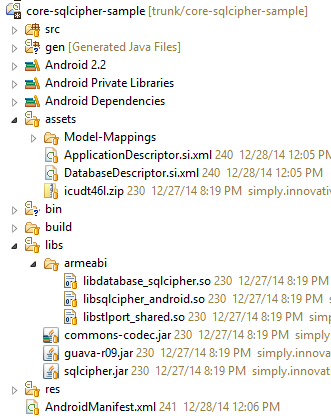 core-sqlcipher-sample [trunk/core-sqlcipher-sample]
src
gen [Generated Java Files]
Android 2.2
Android Private Libraries
Android Dependencies
assets
Model-Mappings
ApplicationDescriptor.si.xml 240 12/28/14 12:05 PM
DatabaseDescriptor.si.xml 240 12/28/14 12:05 PM
icudt46l.zip 230 12/27/14 8:19 PM simply.innovati
bin
build
libs
armeabi
libdatabase_sqlcipher.so 230 12/27/14 8:19 PM
libsqlcipher_android.so 230 12/27/14 8:19 PM
libstlport_shared.so 230 12/27/14 8:19 PM sim
commons-codec.jar 230 12/27/14 8:19 PM simp
guava-r09.jar 230 12/27/14 8:19 PM simply.innova
sqlcipher.jar 230 12/27/14 8:19 PM simply.innovat
res
AndroidManifest.xml 241 12/28/14 12:06 PM